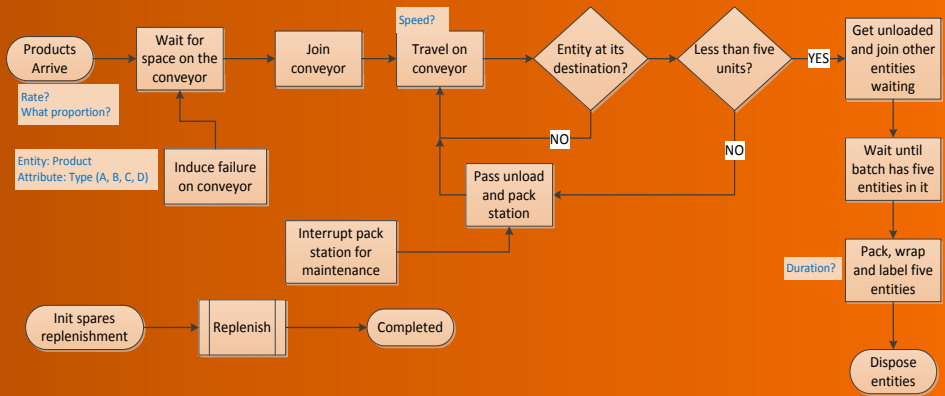 Products
Arrive
Rate?
What proportion?
Entity: Product
Attribute: Type (A, B, C, D)
Wait for
space on the
conveyor
Induce failure
on conveyor
Join
conveyor
Speed?
Travel on
conveyor
Entity at its
destination?
NO
Less than five
units?
NO
YES
Pass unload
and pack
station
Interrupt pack
station for
maintenance
Get unloaded
and join other
entities
waiting
Wait until
batch has five
entities in it
Duration?
Pack, wrap
and label five
entities
Dispose
entities
Init spares
replenishment
Replenish
Completed